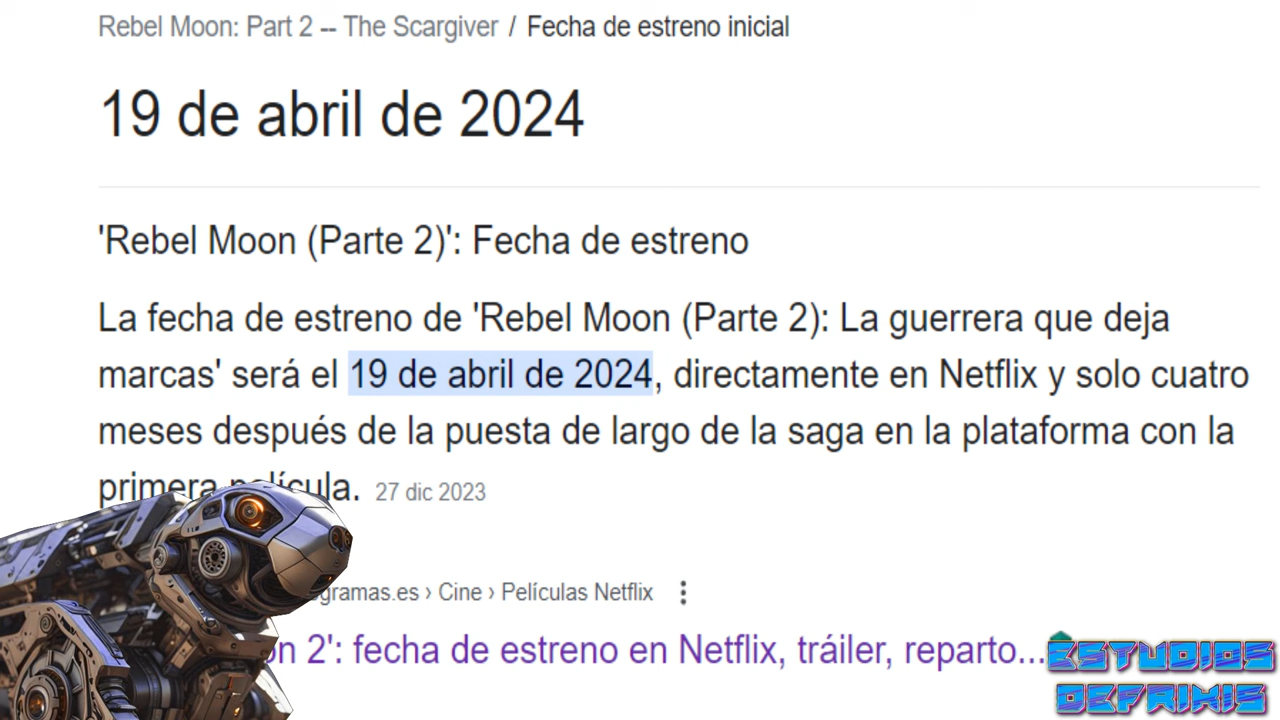 Rebel Moon: Part 2 -- The Scargiver / Fecha de estreno inicial
19 de abril de 2024
'Rebel Moon (Parte 2)': Fecha de estreno
La fecha de estreno de 'Rebel Moon (Parte 2): La guerrera que deja
marcas' será el 19 de abril de 2024, directamente en Netflix y solo cuatro
meses después de la puesta de largo de la saga en la plataforma con la
primera película. 27 dic 2023
gramas.es › Cine › Películas Netflix
on 2': fecha de estreno en Netflix, tráiler, reparto...
ÊSTUDIOS
DEFRIKIS